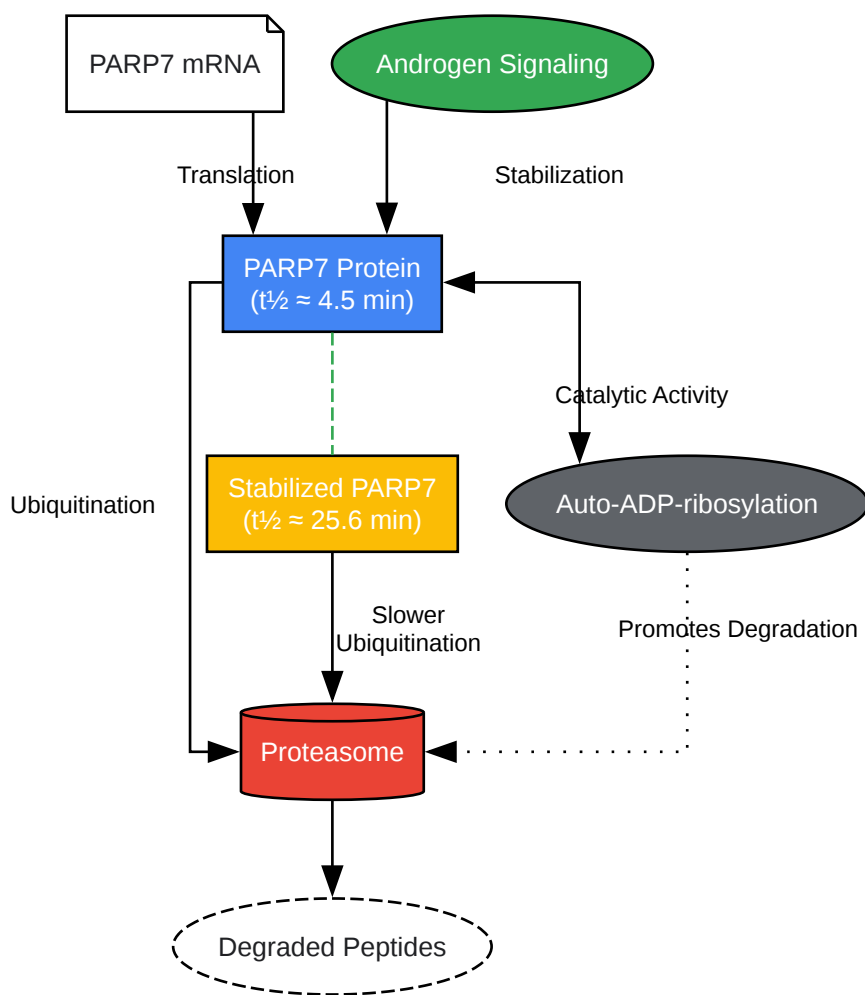 PARP7 mRNA
Androgen Signaling
Translation
Stabilization
PARP7 Protein
(t½ ≈ 4.5 min)
Catalytic Activity
Stabilized PARP7
(t½ ≈ 25.6 min)
Ubiquitination
Auto-ADP-ribosylation
Slower
Ubiquitination
Promotes Degradation
Proteasome
Degraded Peptides